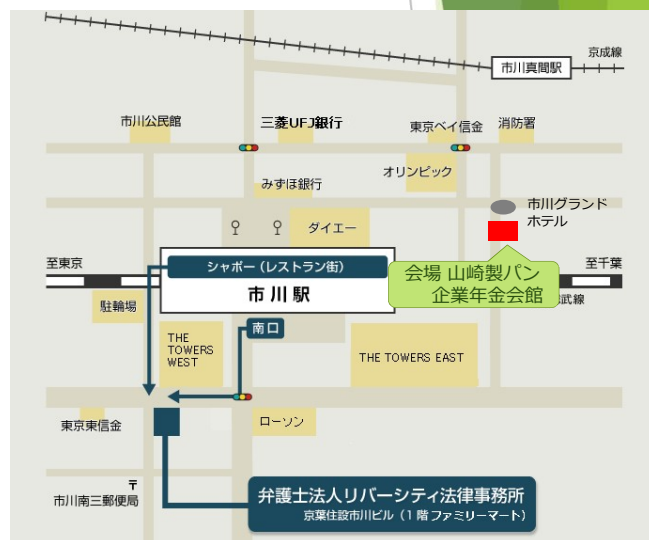 京成線
市川真間駅
市川公民館
三菱UFJ銀行
東京ベイ信金
消防署
オリンピック
みずほ銀行
市川グランド
ホテル
ダイエー
至東京
シャポー（レストラン街）
市川駅
至千葉
会場 山崎製パン
企業年金会館
武線
駐輪場
南口
THE
TOWERS
WEST
THE TOWERS EAST
東京東信金
ローソン
〒
市川南三郵便局
弁護士法人リバーシティ法律事務所
京葉住設市川ビル（1階ファミリーマート）